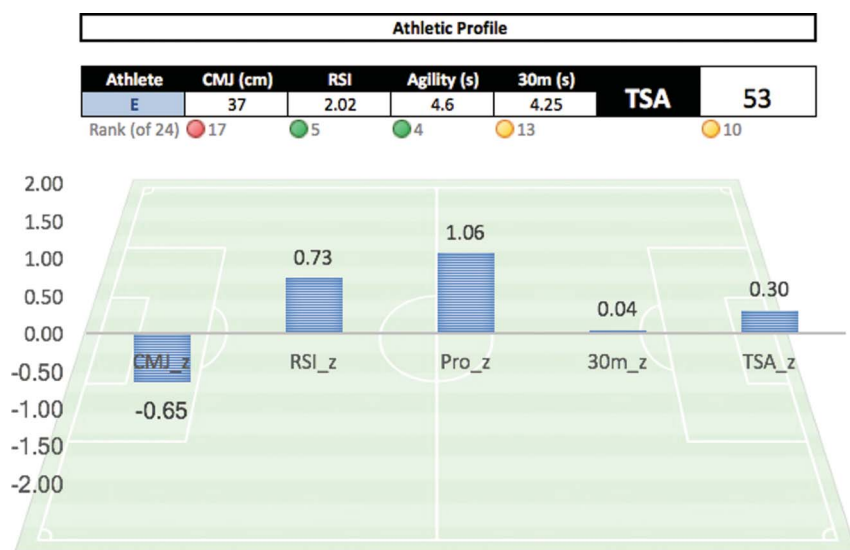 Athletic Profile
Athlete CMJ (cm) RSI Agility (s) 30m (s) TSA 53
E 37 2.02 4.6 4.25
Rank (of 24) 17 5 4 13 10
2.00
1.50
1.00
0.50
0.00
-0.50
-1.00
-1.50
-2.00
-0.65 0.73 1.06 0.04 0.30
CMJ_z RSI_z Pro_z 30m_z TSA_z